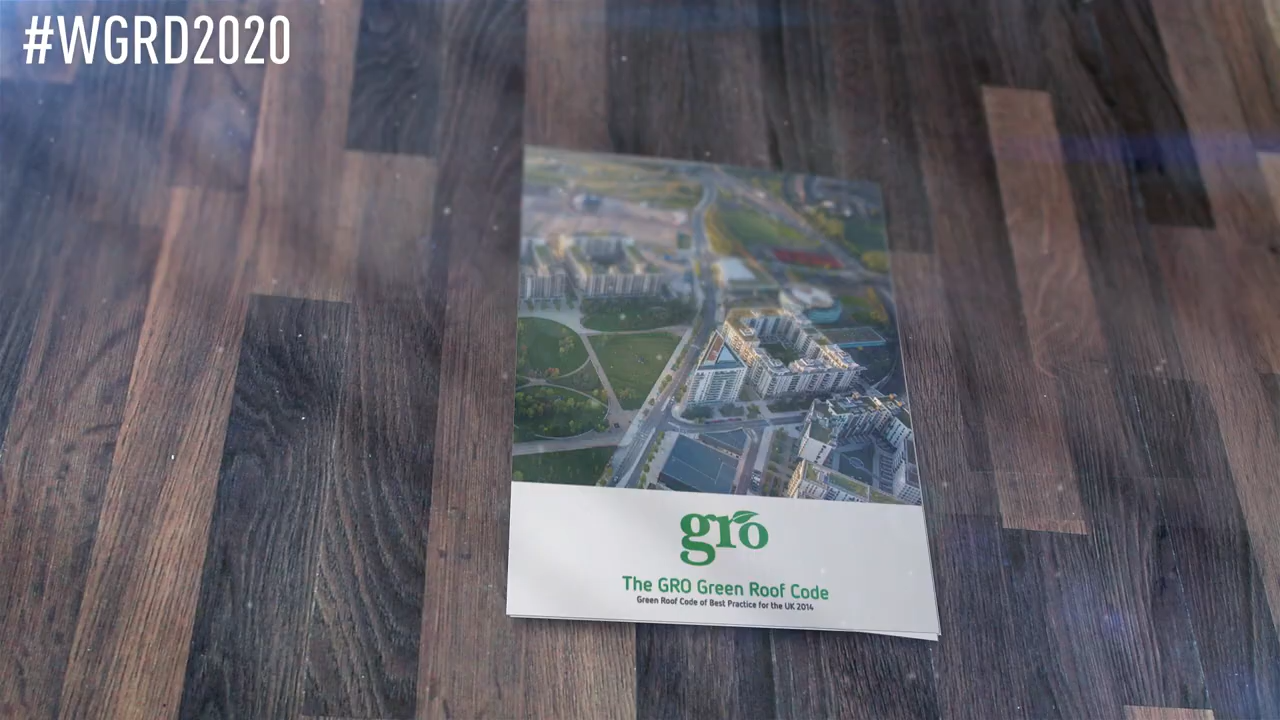 #WGRD2020
gro
The GRO Green Roof Code
Green Roof Code of Best Practice for the UK 2014